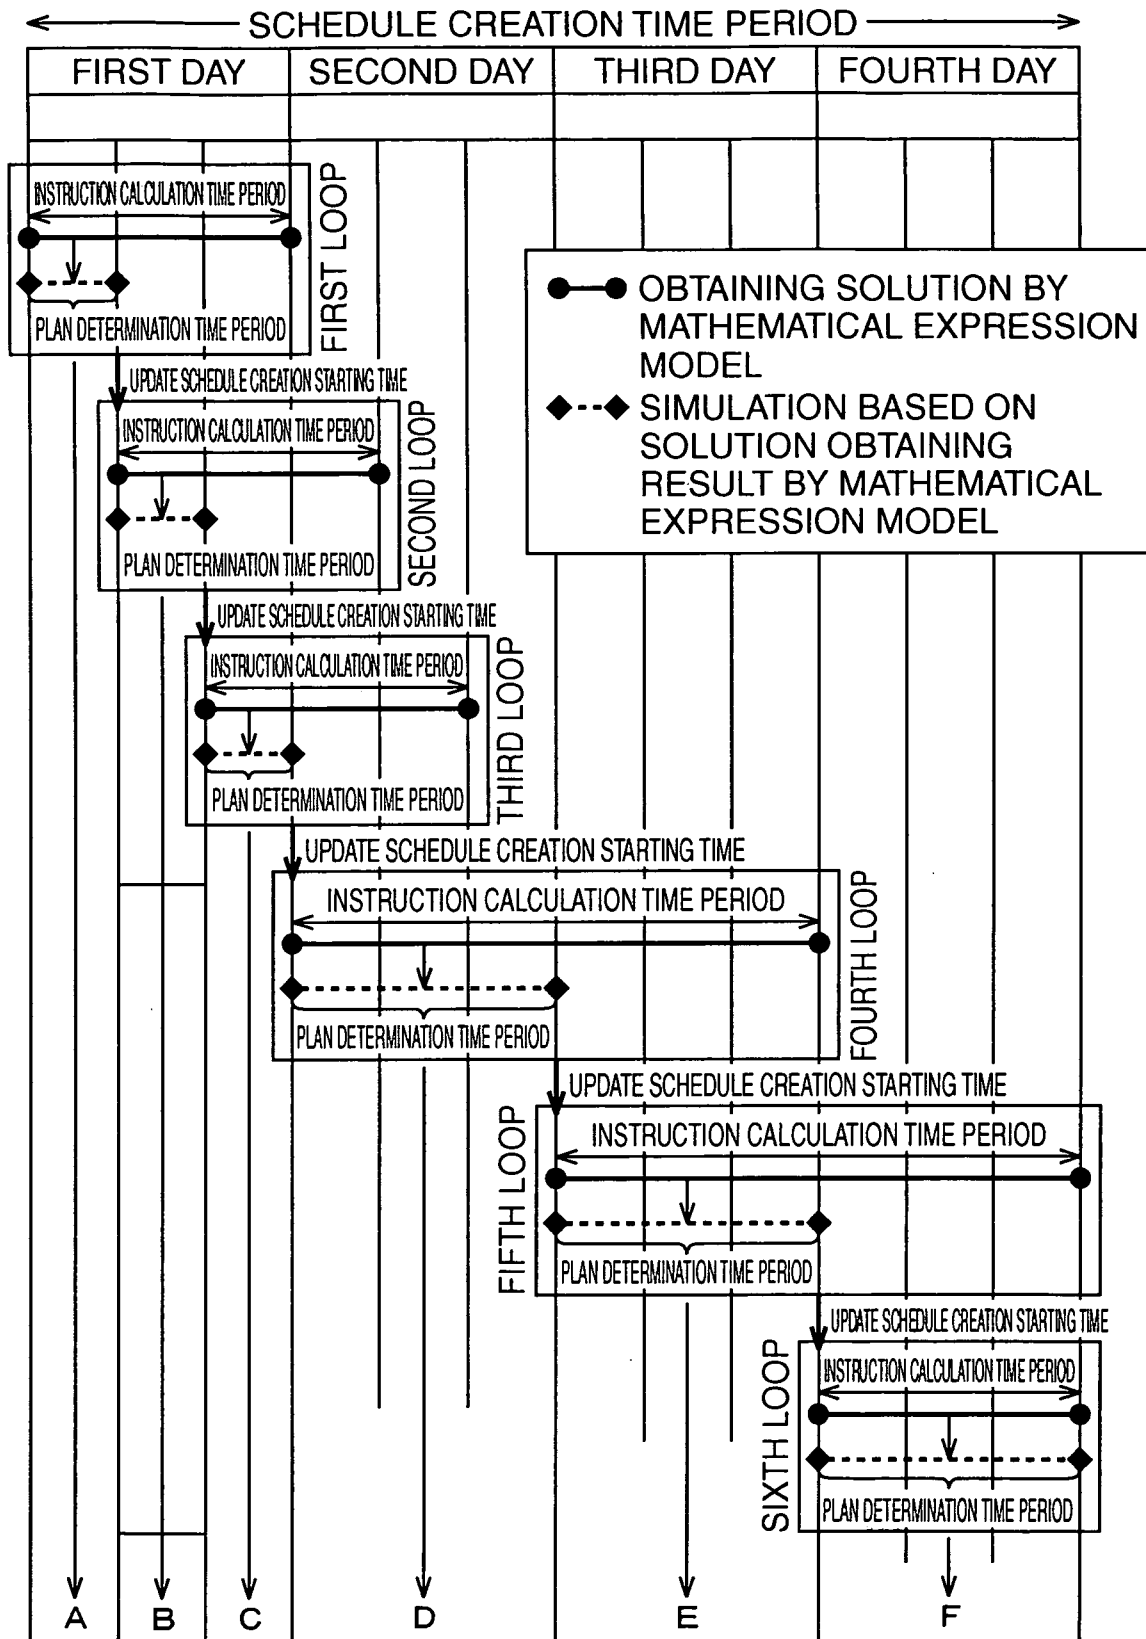 SCHEDULE CREATION TIME PERIOD
FIRST DAY
SECOND DAY
THIRD DAY
FOURTH DAY
INSTRUCTION CALCULATION TIME PERIOD
PLAN DETERMINATION TIME PERIOD
FIRST LOOP
OBTAINING SOLUTION BY
MATHEMATICAL EXPRESSION
MODEL
SIMULATION BASED ON
SOLUTION OBTAINING
RESULT BY MATHEMATICAL
EXPRESSION MODEL
UPDATE SCHEDULE CREATION STARTING TIME
INSTRUCTION CALCULATION TIME PERIOD
PLAN DETERMINATION TIME PERIOD
SECOND LOOP
UPDATE SCHEDULE CREATION STARTING TIME
INSTRUCTION CALCULATION TIME PERIOD
PLAN DETERMINATION TIME PERIOD
THIRD LOOP
UPDATE SCHEDULE CREATION STARTING TIME
INSTRUCTION CALCULATION TIME PERIOD
PLAN DETERMINATION TIME PERIOD
FOURTH LOOP
UPDATE SCHEDULE CREATION STARTING TIME
INSTRUCTION CALCULATION TIME PERIOD
PLAN DETERMINATION TIME PERIOD
FIFTH LOOP
UPDATE SCHEDULE CREATION STARTING TIME
INSTRUCTION CALCULATION TIME PERIOD
PLAN DETERMINATION TIME PERIOD
SIXTH LOOP
A
B
C
D
E
F